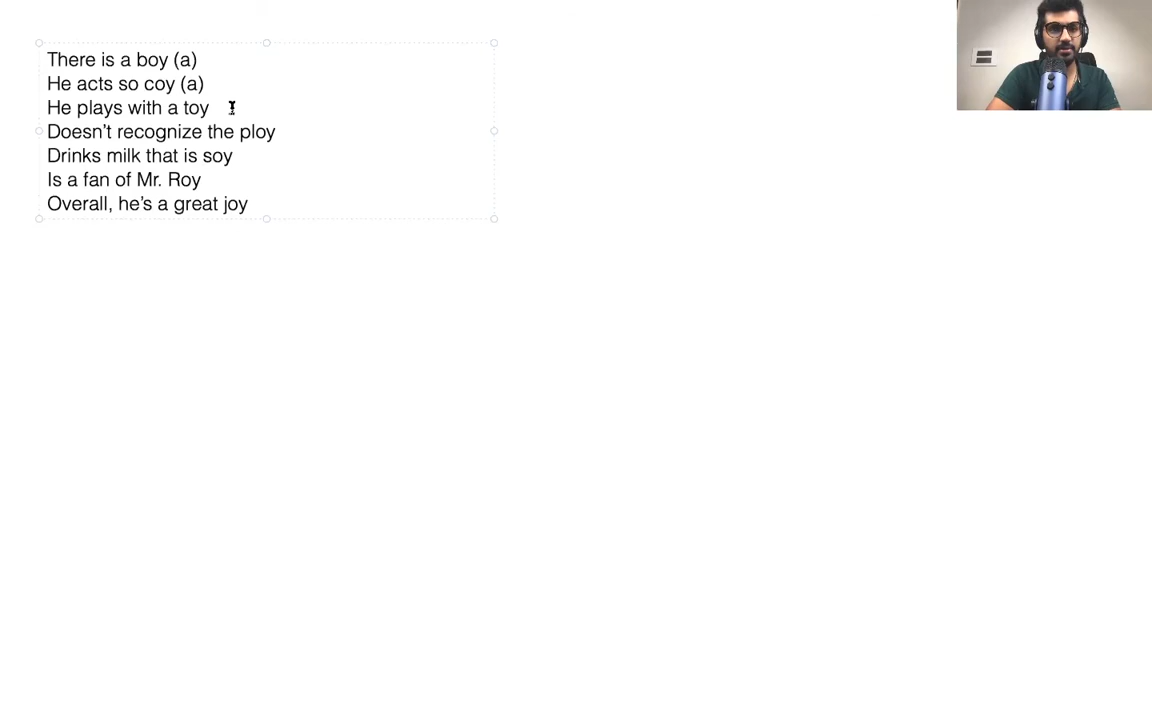 There is a boy (a)
He acts so coy (a)
He plays with a toy
Doesn’t recognize the ploy
Drinks milk that is soy
Is a fan of Mr. Roy
Overall, he’s a great joy